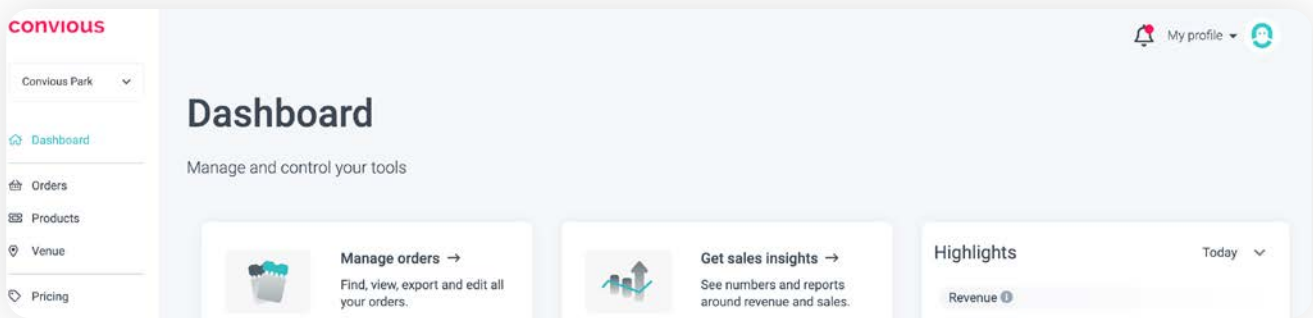 convious
My profile
Convious Park
Dashboard
Manage and control your tools
Dashboard
Orders
Products
Venue
Pricing
Manage orders →
Find, view, export and edit all
your orders.
Get sales insights →
See numbers and reports
around revenue and sales.
Highlights
Today
Revenue